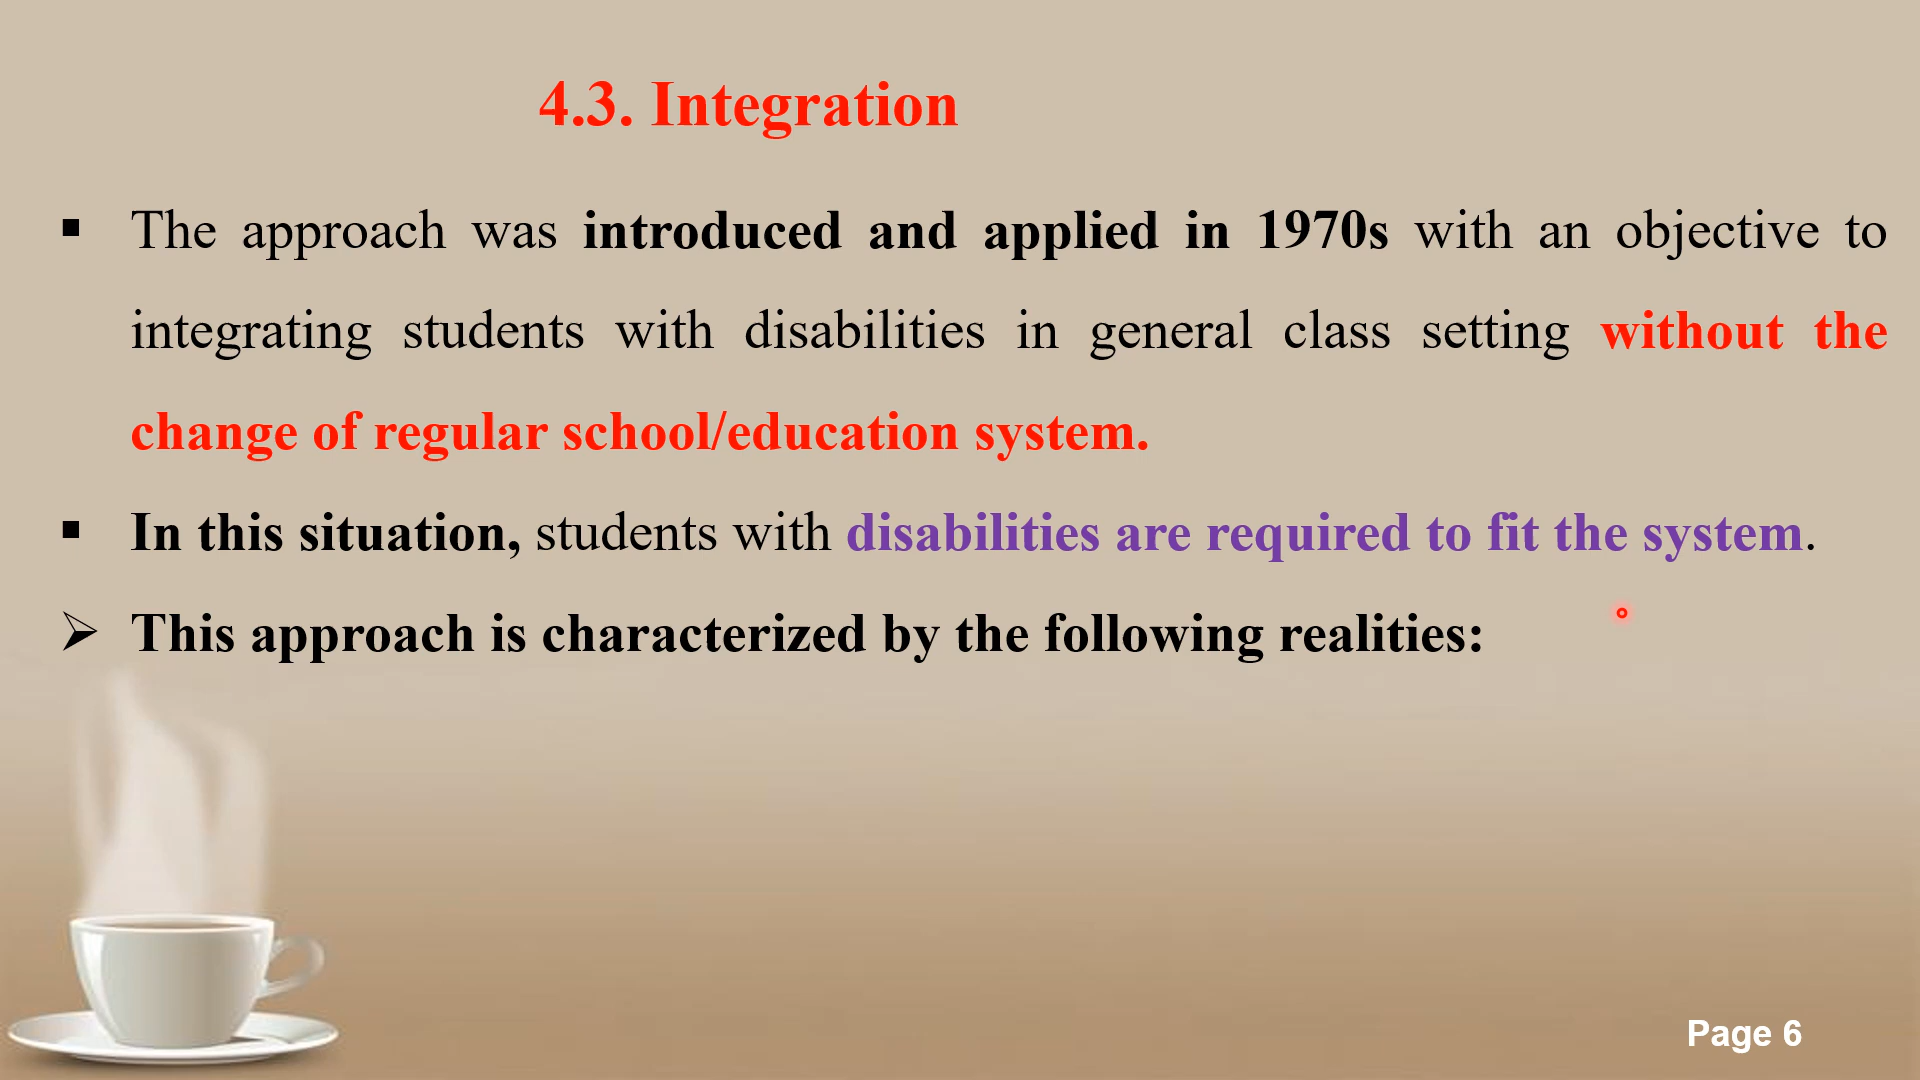 4.3. Integration
▪ The approach was introduced and applied in 1970s with an objective to
integrating students with disabilities in general class setting without the
change of regular school/education system.
▪ In this situation, students with disabilities are required to fit the system.
➢ This approach is characterized by the following realities:
Page 6